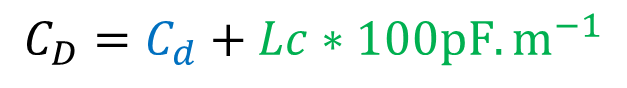 C_D = C_d + Lc * 100pF.m⁻¹